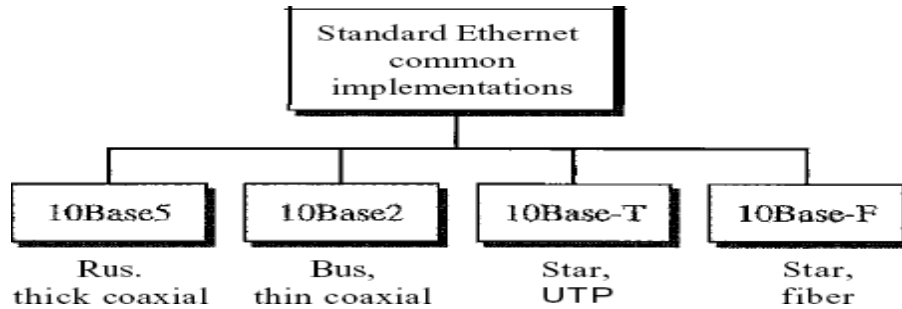 Standard Ethernet
common
implementations
10Base5
10Base2
10Base-T
10Base-F
Rus.
thick coaxial
Bus,
thin coaxial
Star,
UTP
Star,
fiber